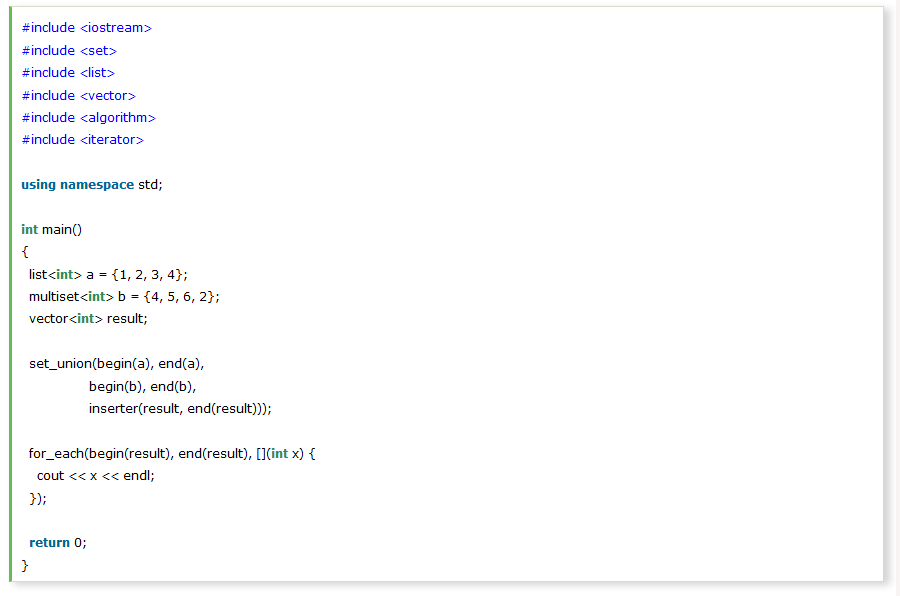 #include <iostream>
#include <set>
#include <list>
#include <vector>
#include <algorithm>
#include <iterator>
using namespace std;
int main()
{
list<int> a = {1, 2, 3, 4};
multiset<int> b = {4, 5, 6, 2};
vector<int> result;
set_union(begin(a), end(a),
begin(b), end(b),
inserter(result, end(result)));
for_each(begin(result), end(result), [](int x) {
cout << x << endl;
});
return 0;
}